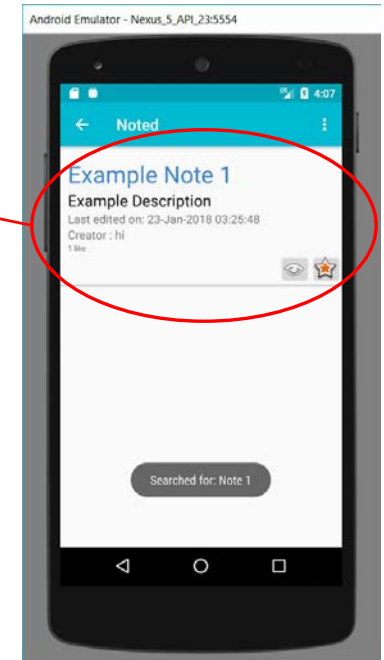 Android Emulator - Nexus_5_API_23:5554
4:07
Noted
Example Note 1
Example Description
Last edited on: 23-Jan-2018 03:25:48
Creator : hi
1 like
Searched for: Note 1